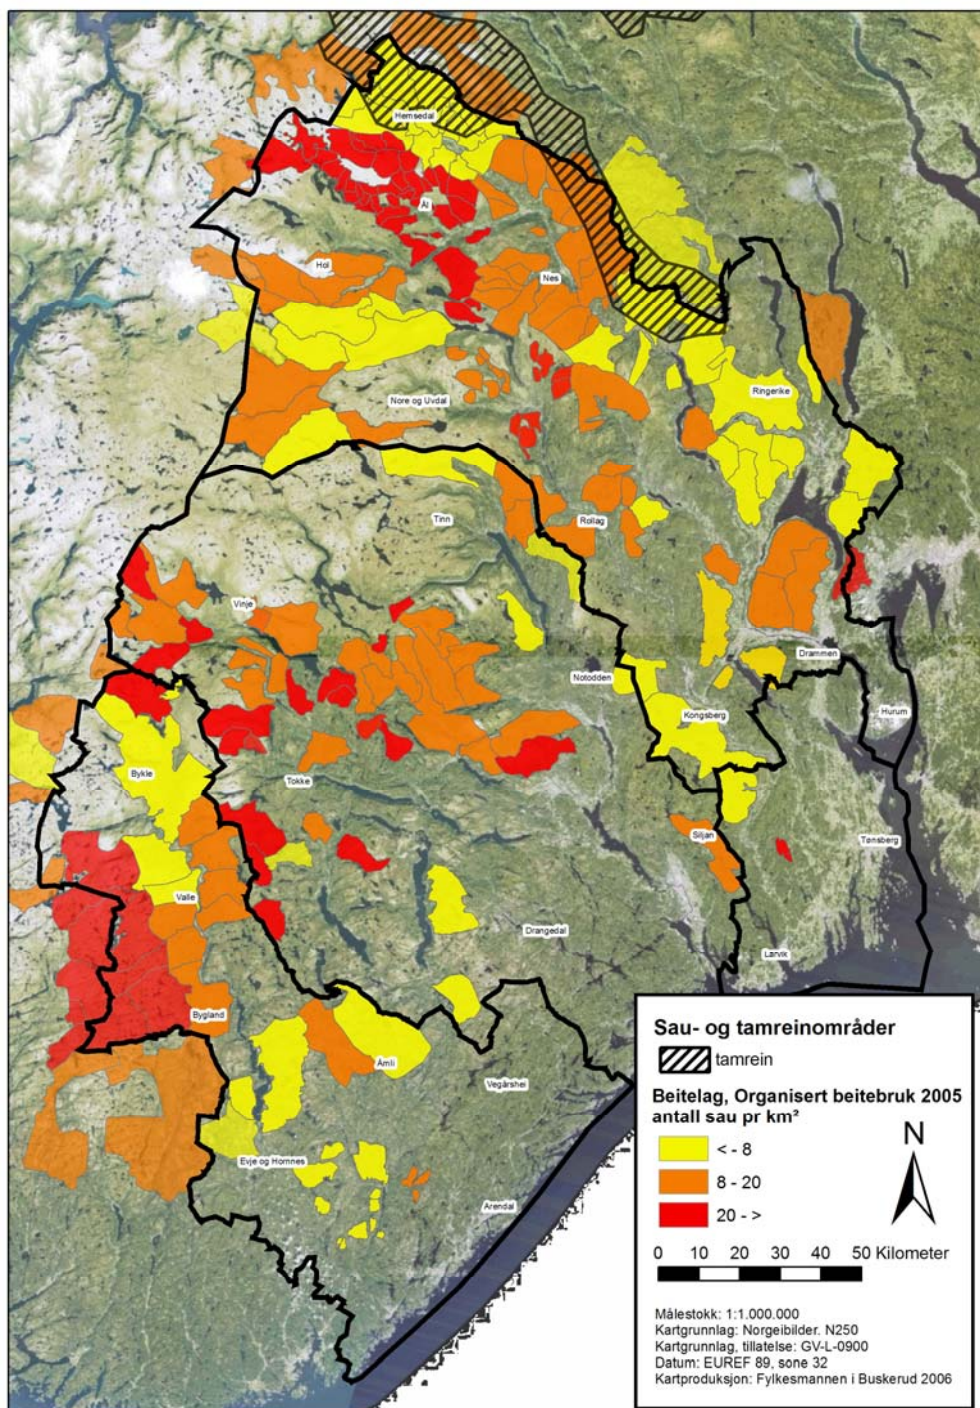 Hemsedal
Ål
Hol
Nes
Nore og Uvdal
Ringerike
Tinn
Rollag
Vinje
Drammen
Notodden
Kongsberg
Hurum
Bykle
Tokke
Siljan
Tønsberg
Valle
Drangedal
Larvik
Bygland
Åmli
Vegårshei
Evje og Hornnes
Arendal
Sau- og tamreinområder
tamrein
Beitelag, Organisert beitebruk 2005
antall sau pr km²
< - 8
8 - 20
20 - >
N
0 10 20 30 40 50 Kilometer
Målestokk: 1:1.000.000
Kartgrunnlag: Norgeibilder. N250
Kartgrunnlag, tillatelse: GV-L-0900
Datum: EUREF 89, sone 32
Kartproduksjon: Fylkesmannen i Buskerud 2006